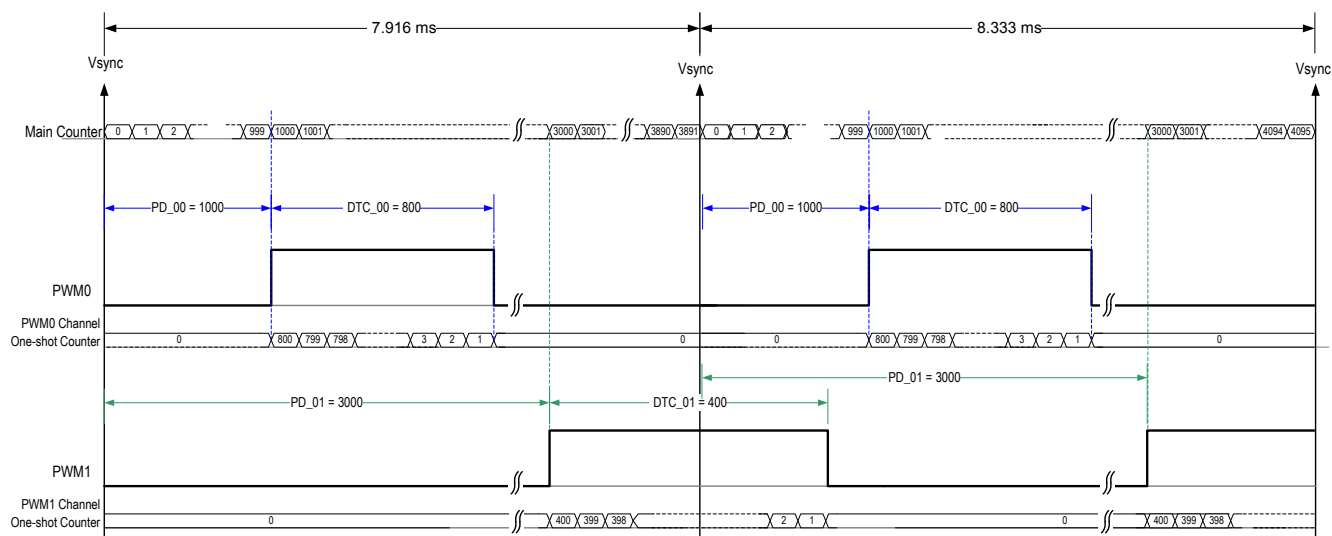 7.916 ms 8.333 ms
Vsync Vsync Vsync
Main Counter 0 1 2 999 1000 1001 3000 3001 3890 3891 0 1 2 999 1000 1001 3000 3001 4094 4095
PD_00 = 1000 DTC_00 = 800 PD_00 = 1000 DTC_00 = 800
PWM0
PWM0 Channel
One-shot Counter 0 800 799 798 3 2 1 0 0 800 799 798 3 2 1 0
PD_01 = 3000
PD_01 = 3000 DTC_01 = 400
PWM1
PWM1 Channel
One-shot Counter 0 400 399 398 2 1 0 400 399 398